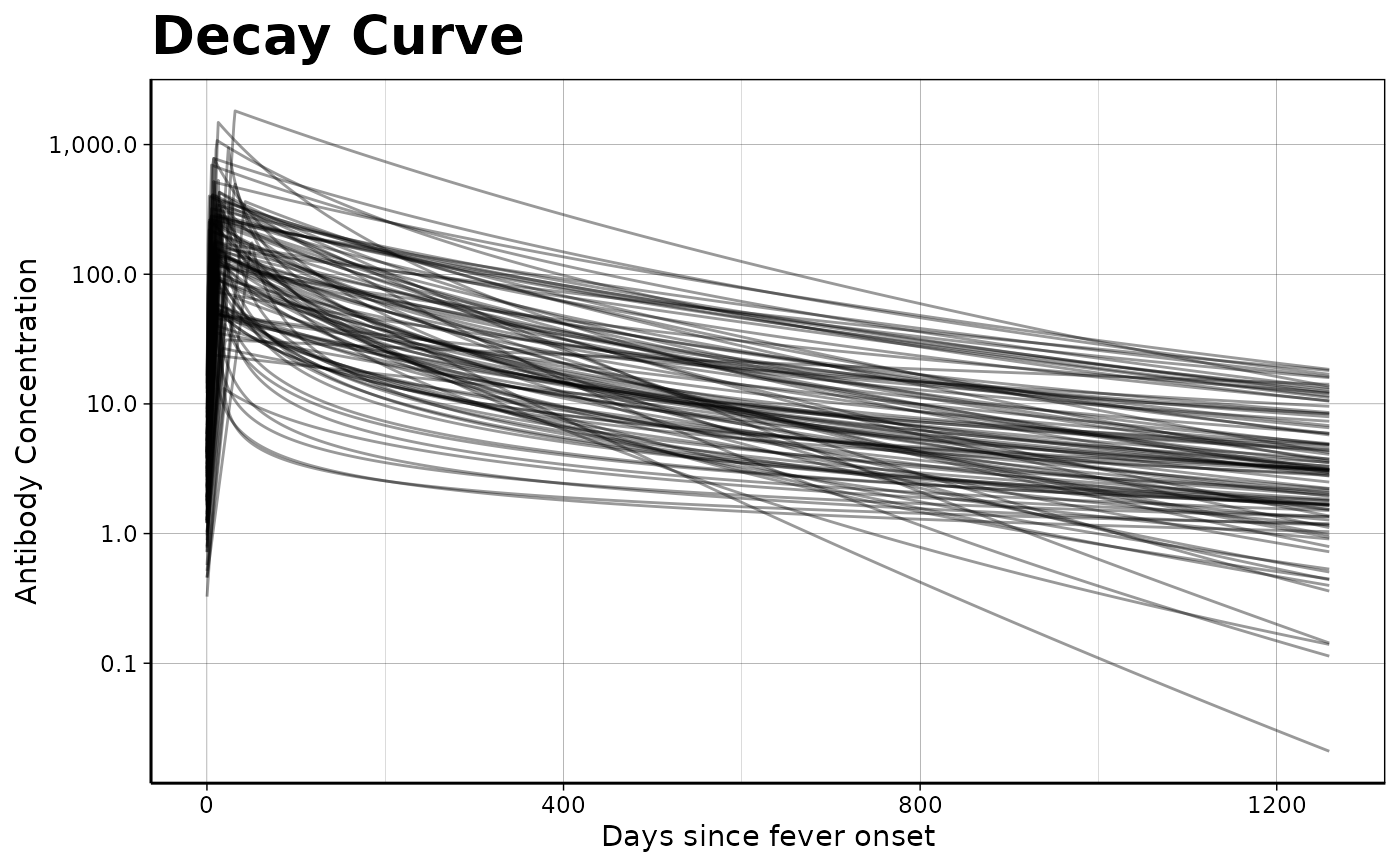 Decay Curve
Antibody Concentration
1,000.0
100.0
10.0
1.0
0.1
0 400 800 1200
Days since fever onset